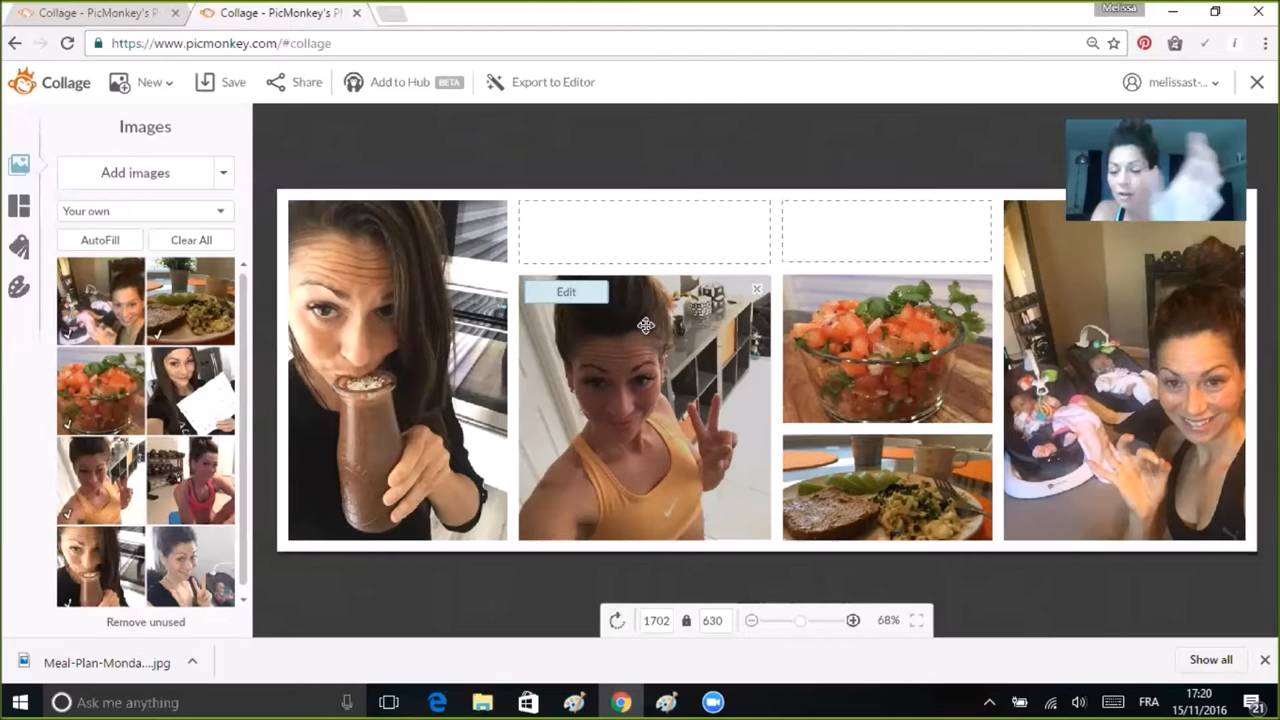 Collage - PicMonkey's P
Collage - PicMonkey's P
Melissa
https://www.picmonkey.com/#collage
Collage
New
Save
Share
Add to Hub BETA
Export to Editor
melissast-...
Images
Add images
Your own
AutoFill
Clear All
Remove unused
Edit
1702
630
68%
Meal-Plan-Monda....jpg
Show all
Ask me anything
FRA
17:20
15/11/2016
21